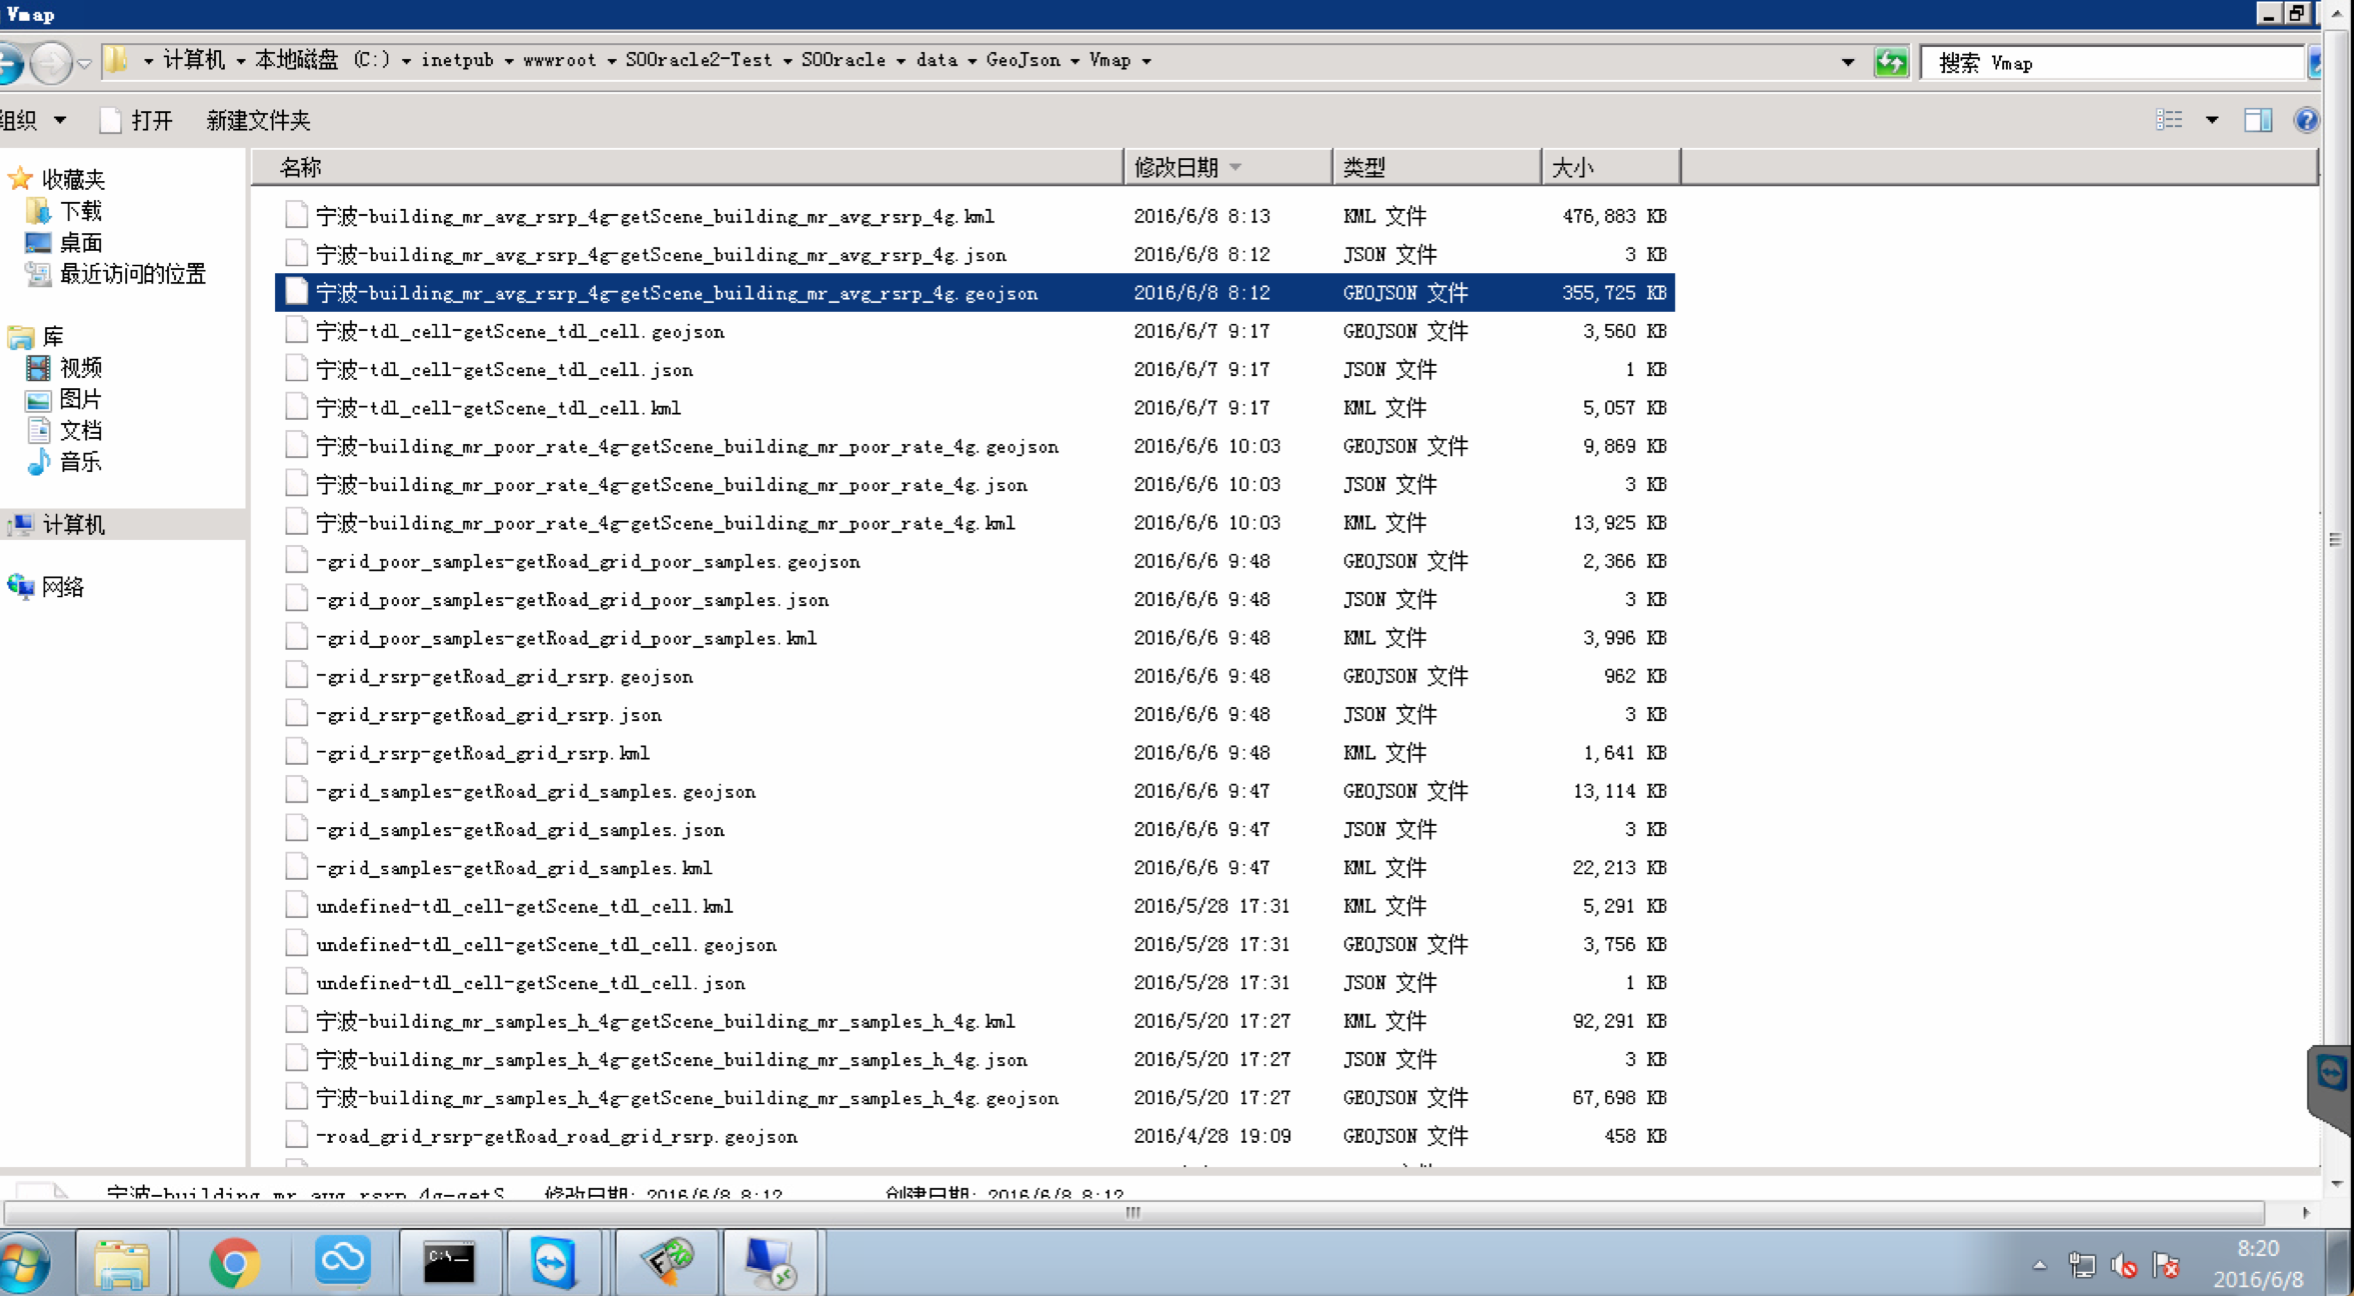 Vmap
计算机 本地磁盘 (C:) inetpub wwwroot SOOracle2-Test SOOracle data GeoJson Vmap
搜索 Vmap
组织 打开 新建文件夹
名称 修改日期 类型 大小
收藏夹
下载
桌面
最近访问的位置
库
视频
图片
文档
音乐
计算机
网络
宁波-building_mr_avg_rsrp_4g-getScene_building_mr_avg_rsrp_4g.kml 2016/6/8 8:13 KML 文件 476,883 KB
宁波-building_mr_avg_rsrp_4g-getScene_building_mr_avg_rsrp_4g.json 2016/6/8 8:12 JSON 文件 3 KB
宁波-building_mr_avg_rsrp_4g-getScene_building_mr_avg_rsrp_4g.geojson 2016/6/8 8:12 GEOJSON 文件 355,725 KB
宁波-tdl_cell-getScene_tdl_cell.geojson 2016/6/7 9:17 GEOJSON 文件 3,560 KB
宁波-tdl_cell-getScene_tdl_cell.json 2016/6/7 9:17 JSON 文件 1 KB
宁波-tdl_cell-getScene_tdl_cell.kml 2016/6/7 9:17 KML 文件 5,057 KB
宁波-building_mr_poor_rate_4g-getScene_building_mr_poor_rate_4g.geojson 2016/6/6 10:03 GEOJSON 文件 9,869 KB
宁波-building_mr_poor_rate_4g-getScene_building_mr_poor_rate_4g.json 2016/6/6 10:03 JSON 文件 3 KB
宁波-building_mr_poor_rate_4g-getScene_building_mr_poor_rate_4g.kml 2016/6/6 10:03 KML 文件 13,925 KB
-grid_poor_samples-getRoad_grid_poor_samples.geojson 2016/6/6 9:48 GEOJSON 文件 2,366 KB
-grid_poor_samples-getRoad_grid_poor_samples.json 2016/6/6 9:48 JSON 文件 3 KB
-grid_poor_samples-getRoad_grid_poor_samples.kml 2016/6/6 9:48 KML 文件 3,996 KB
-grid_rsrp-getRoad_grid_rsrp.geojson 2016/6/6 9:48 GEOJSON 文件 962 KB
-grid_rsrp-getRoad_grid_rsrp.json 2016/6/6 9:48 JSON 文件 3 KB
-grid_rsrp-getRoad_grid_rsrp.kml 2016/6/6 9:48 KML 文件 1,641 KB
-grid_samples-getRoad_grid_samples.geojson 2016/6/6 9:47 GEOJSON 文件 13,114 KB
-grid_samples-getRoad_grid_samples.json 2016/6/6 9:47 JSON 文件 3 KB
-grid_samples-getRoad_grid_samples.kml 2016/6/6 9:47 KML 文件 22,213 KB
undefined-tdl_cell-getScene_tdl_cell.kml 2016/5/28 17:31 KML 文件 5,291 KB
undefined-tdl_cell-getScene_tdl_cell.geojson 2016/5/28 17:31 GEOJSON 文件 3,756 KB
undefined-tdl_cell-getScene_tdl_cell.json 2016/5/28 17:31 JSON 文件 1 KB
宁波-building_mr_samples_h_4g-getScene_building_mr_samples_h_4g.kml 2016/5/20 17:27 KML 文件 92,291 KB
宁波-building_mr_samples_h_4g-getScene_building_mr_samples_h_4g.json 2016/5/20 17:27 JSON 文件 3 KB
宁波-building_mr_samples_h_4g-getScene_building_mr_samples_h_4g.geojson 2016/5/20 17:27 GEOJSON 文件 67,698 KB
-road_grid_rsrp-getRoad_road_grid_rsrp.geojson 2016/4/28 19:09 GEOJSON 文件 458 KB
宁波-building_mr_avg_rsrp_4g-getS 修改日期: 2016/6/8 8:12 创建日期: 2016/6/8 8:12
C:\
8:20
2016/6/8